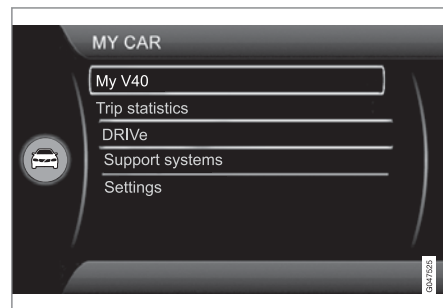 MY CAR
My V40
Trip statistics
DRIVe
Support systems
Settings
G047525